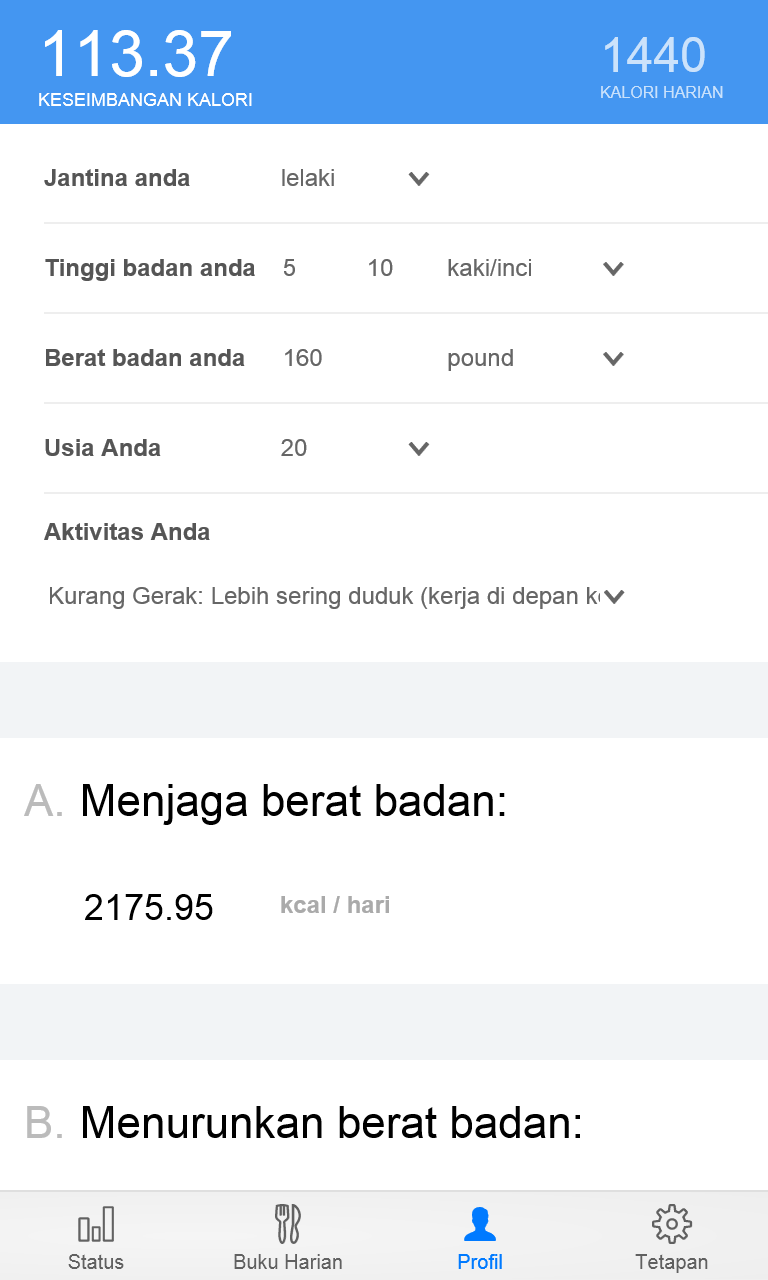 113.37
1440
KESEIMBANGAN KALORI
KALORI HARIAN
Jantina anda lelaki
Tinggi badan anda 5 10 kaki/inci
Berat badan anda 160 pound
Usia Anda 20
Aktivitas Anda
Kurang Gerak: Lebih sering duduk (kerja di depan
A. Menjaga berat badan:
2175.95 kcal / hari
B. Menurunkan berat badan:
Status Buku Harian Profil Tetapan